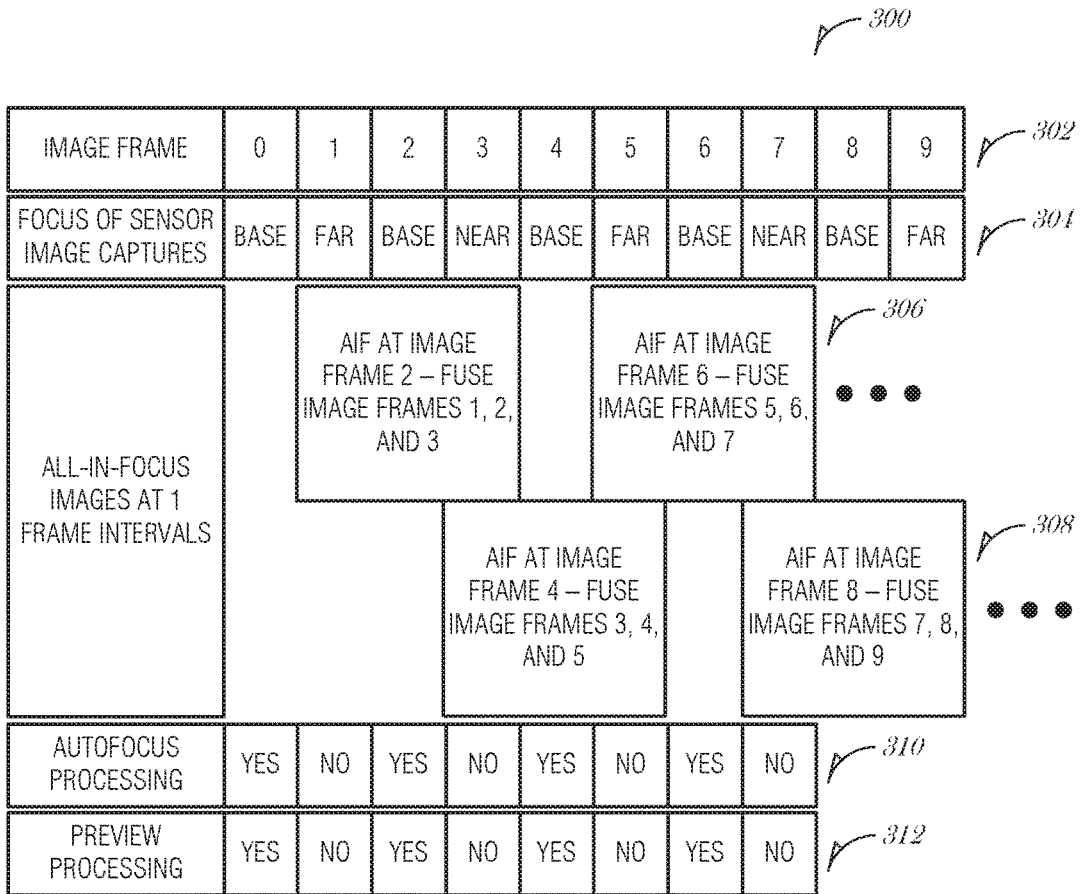 300
IMAGE FRAME 0 1 2 3 4 5 6 7 8 9
302
FOCUS OF SENSOR
IMAGE CAPTURES
BASE FAR BASE NEAR BASE FAR BASE NEAR BASE FAR
304
ALL-IN-FOCUS
IMAGES AT 1
FRAME INTERVALS
AIF AT IMAGE
FRAME 2 – FUSE
IMAGE FRAMES 1, 2,
AND 3
AIF AT IMAGE
FRAME 6 – FUSE
IMAGE FRAMES 5, 6,
AND 7
306
AIF AT IMAGE
FRAME 4 – FUSE
IMAGE FRAMES 3, 4,
AND 5
AIF AT IMAGE
FRAME 8 – FUSE
IMAGE FRAMES 7, 8,
AND 9
308
AUTOFOCUS
PROCESSING
YES NO YES NO YES NO YES NO
310
PREVIEW
PROCESSING
YES NO YES NO YES NO YES NO
312